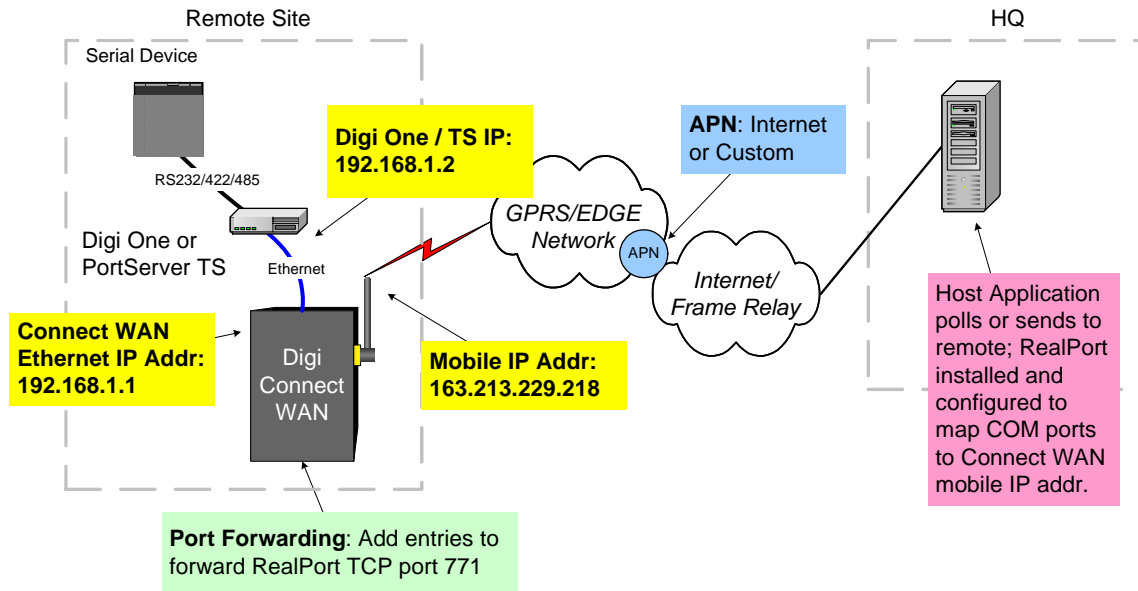 Remote Site
HQ
Serial Device
Digi One / TS IP:
192.168.1.2
APN: Internet
or Custom
RS232/422/485
GPRS/EDGE
Network
APN
Digi One or
PortServer TS
Ethernet
Internet/
Frame Relay
Connect WAN
Ethernet IP Addr:
192.168.1.1
Digi
Connect
WAN
Mobile IP Addr:
163.213.229.218
Host Application
polls or sends to
remote; RealPort
installed and
configured to
map COM ports
to Connect WAN
mobile IP addr.
Port Forwarding: Add entries to
forward RealPort TCP port 771